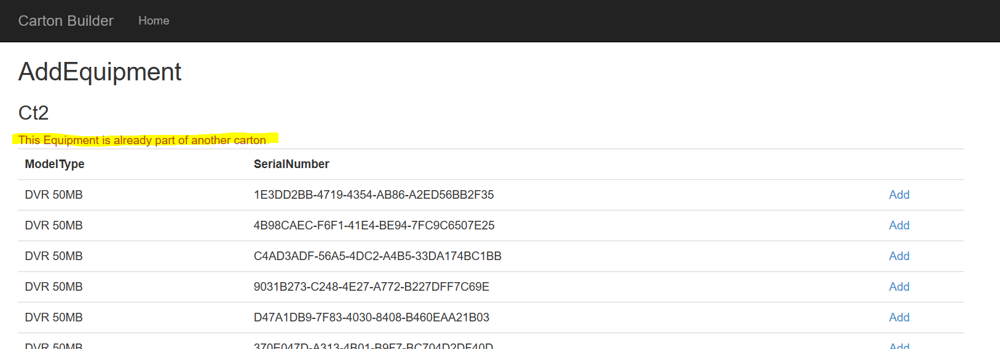 Carton Builder Home
AddEquipment
Ct2
This Equipment is already part of another carton
ModelType SerialNumber
DVR 50MB 1E3DD2BB-4719-4354-AB86-A2ED56BB2F35 Add
DVR 50MB 4B98CAEC-F6F1-41E4-BE94-7FC9C6507E25 Add
DVR 50MB C4AD3ADF-56A5-4DC2-A4B5-33DA174BC1BB Add
DVR 50MB 9031B273-C248-4E27-A772-B227DFF7C69E Add
DVR 50MB D47A1DB9-7F83-4030-8408-B460EAA21B03 Add
DVR 50MB Add